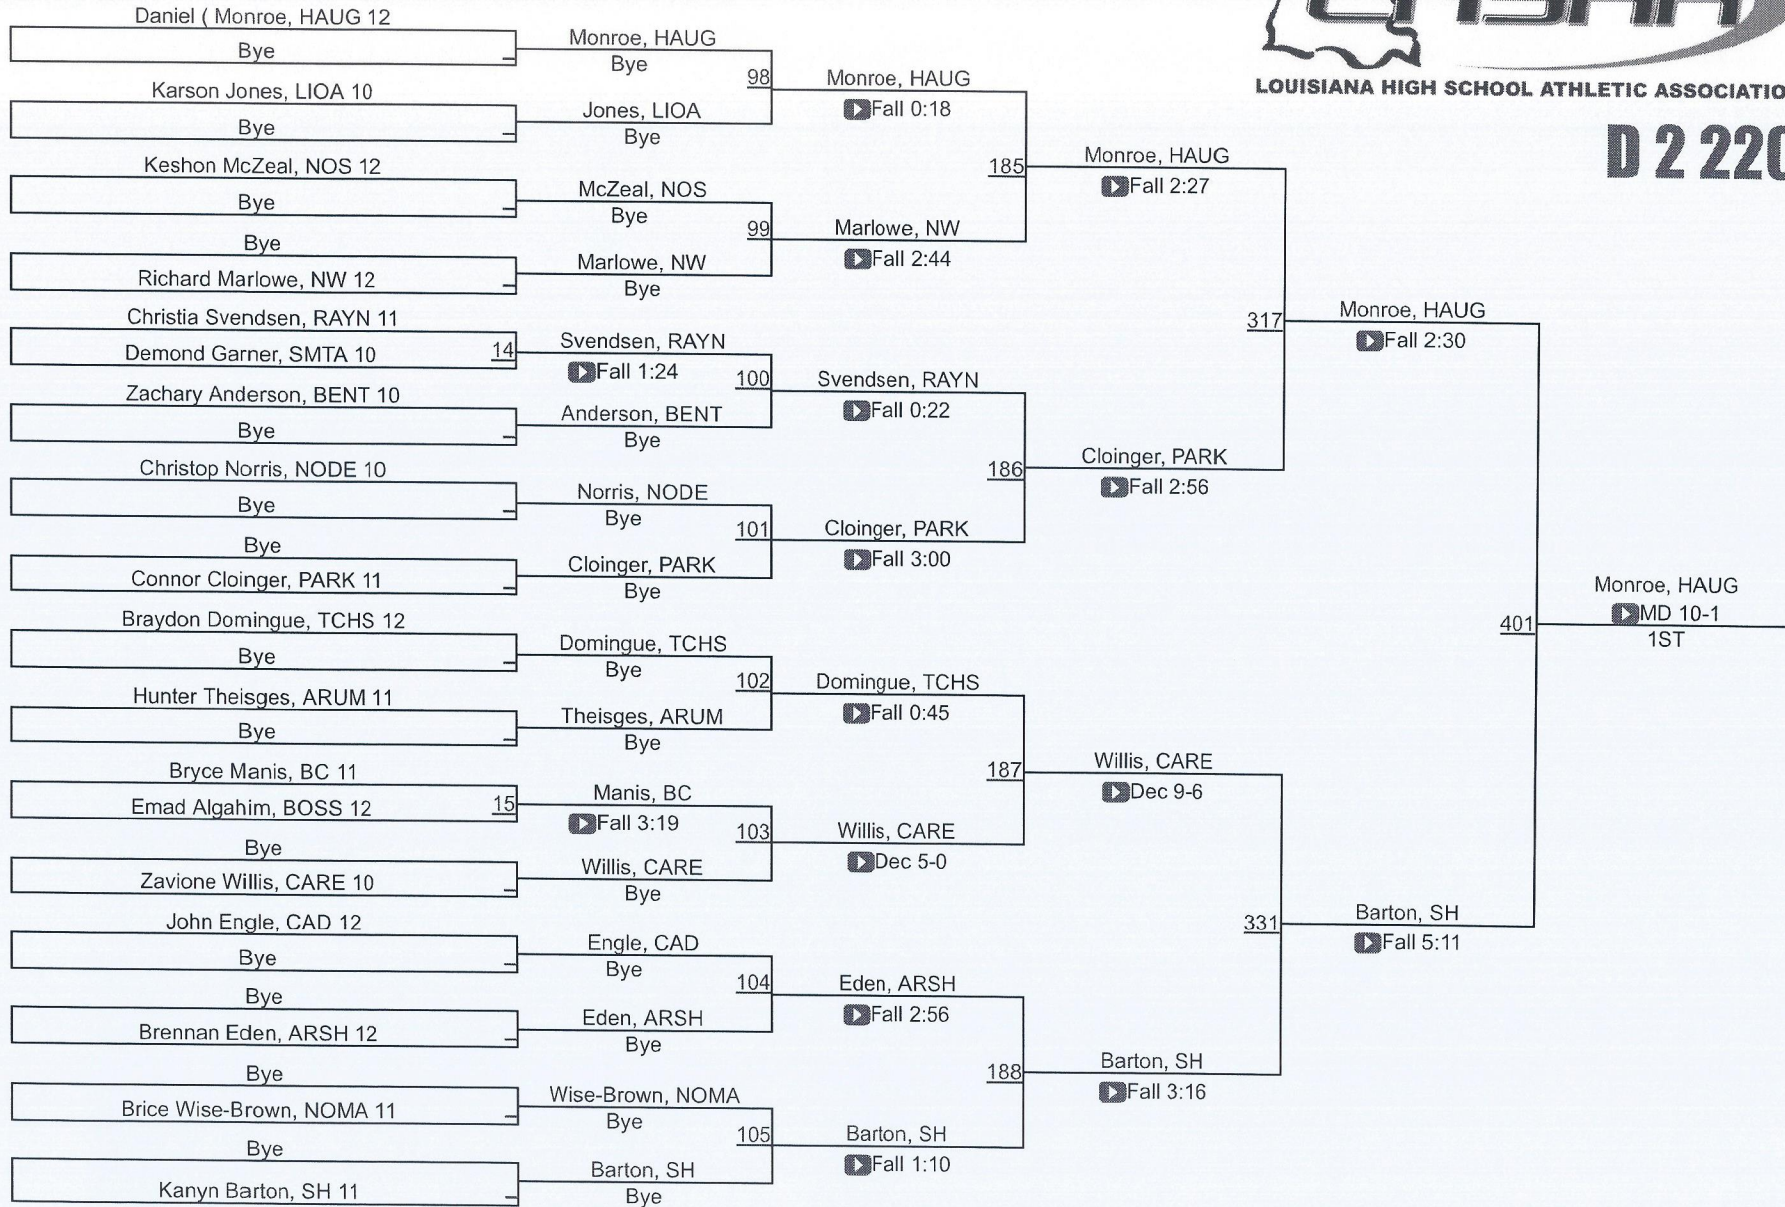 LHSAA
LOUISIANA HIGH SCHOOL ATHLETIC ASSOCIATIO
D 2 220
Daniel ( Monroe, HAUG 12
Bye
Karson Jones, LIOA 10
Bye
Keshon McZeal, NOS 12
Bye
Bye
Richard Marlowe, NW 12
Christia Svendsen, RAYN 11
Demond Garner, SMTA 10
14
Zachary Anderson, BENT 10
Bye
Christop Norris, NODE 10
Bye
Bye
Connor Cloinger, PARK 11
Braydon Domingue, TCHS 12
Bye
Hunter Theisges, ARUM 11
Bye
Bryce Manis, BC 11
Emad Algahim, BOSS 12
15
Bye
Zavione Willis, CARE 10
John Engle, CAD 12
Bye
Bye
Brennan Eden, ARSH 12
Bye
Brice Wise-Brown, NOMA 11
Bye
Kanyn Barton, SH 11
Monroe, HAUG
Bye
98
Jones, LIOA
Bye
McZeal, NOS
Bye
99
Marlowe, NW
Bye
Svendsen, RAYN
Fall 1:24
100
Anderson, BENT
Bye
Norris, NODE
Bye
101
Cloinger, PARK
Bye
Domingue, TCHS
Bye
102
Theisges, ARUM
Bye
Manis, BC
Fall 3:19
103
Willis, CARE
Bye
Engle, CAD
Bye
104
Eden, ARSH
Bye
Wise-Brown, NOMA
Bye
105
Barton, SH
Bye
Monroe, HAUG
Fall 0:18
185
Marlowe, NW
Fall 2:44
Svendsen, RAYN
Fall 0:22
186
Cloinger, PARK
Fall 3:00
Domingue, TCHS
Fall 0:45
187
Willis, CARE
Dec 5-0
Eden, ARSH
Fall 2:56
188
Barton, SH
Fall 1:10
Monroe, HAUG
Fall 2:27
317
Cloinger, PARK
Fall 2:56
Willis, CARE
Dec 9-6
331
Barton, SH
Fall 3:16
Monroe, HAUG
Fall 2:30
401
Barton, SH
Fall 5:11
Monroe, HAUG
MD 10-1
1ST